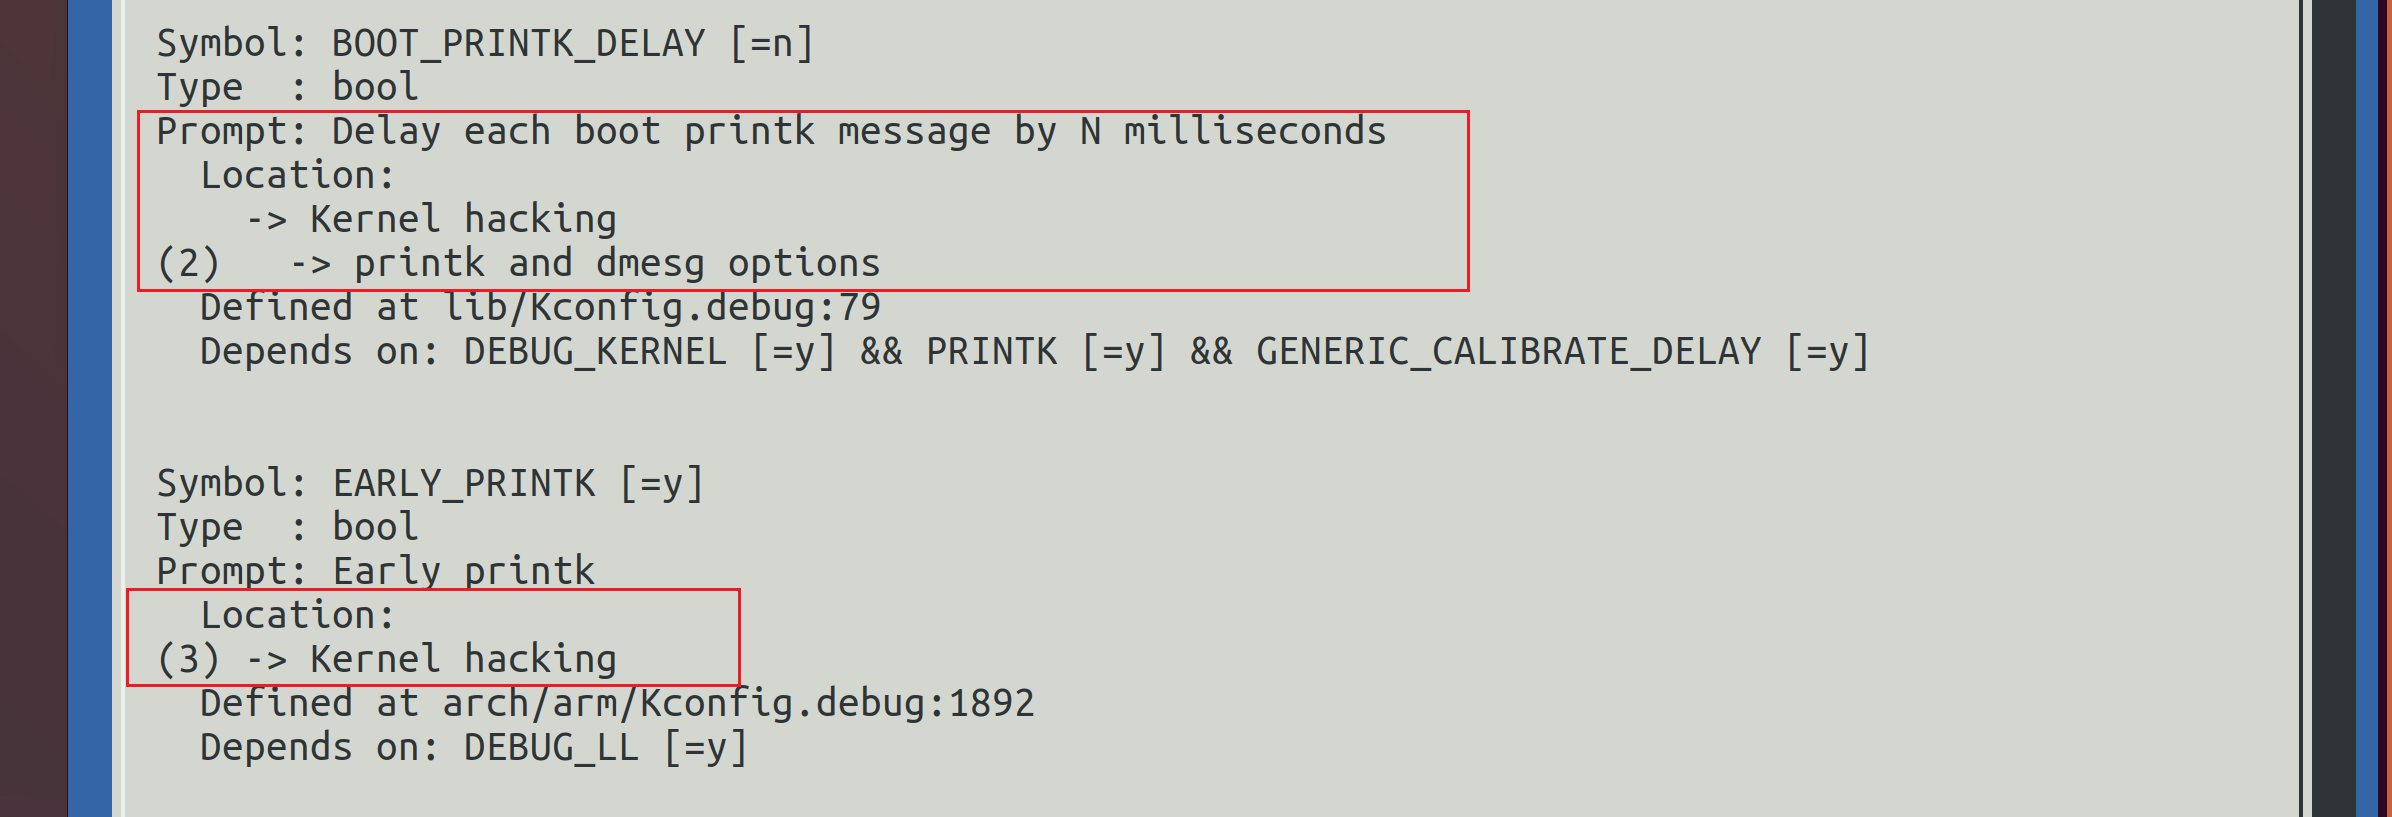 Symbol: BOOT_PRINTK_DELAY [=n]
Type  : bool
Prompt: Delay each boot printk message by N milliseconds
  Location:
    -> Kernel hacking
(2)   -> printk and dmesg options
  Defined at lib/Kconfig.debug:79
  Depends on: DEBUG_KERNEL [=y] && PRINTK [=y] && GENERIC_CALIBRATE_DELAY [=y]
Symbol: EARLY_PRINTK [=y]
Type  : bool
Prompt: Early printk
  Location:
(3) -> Kernel hacking
  Defined at arch/arm/Kconfig.debug:1892
  Depends on: DEBUG_LL [=y]